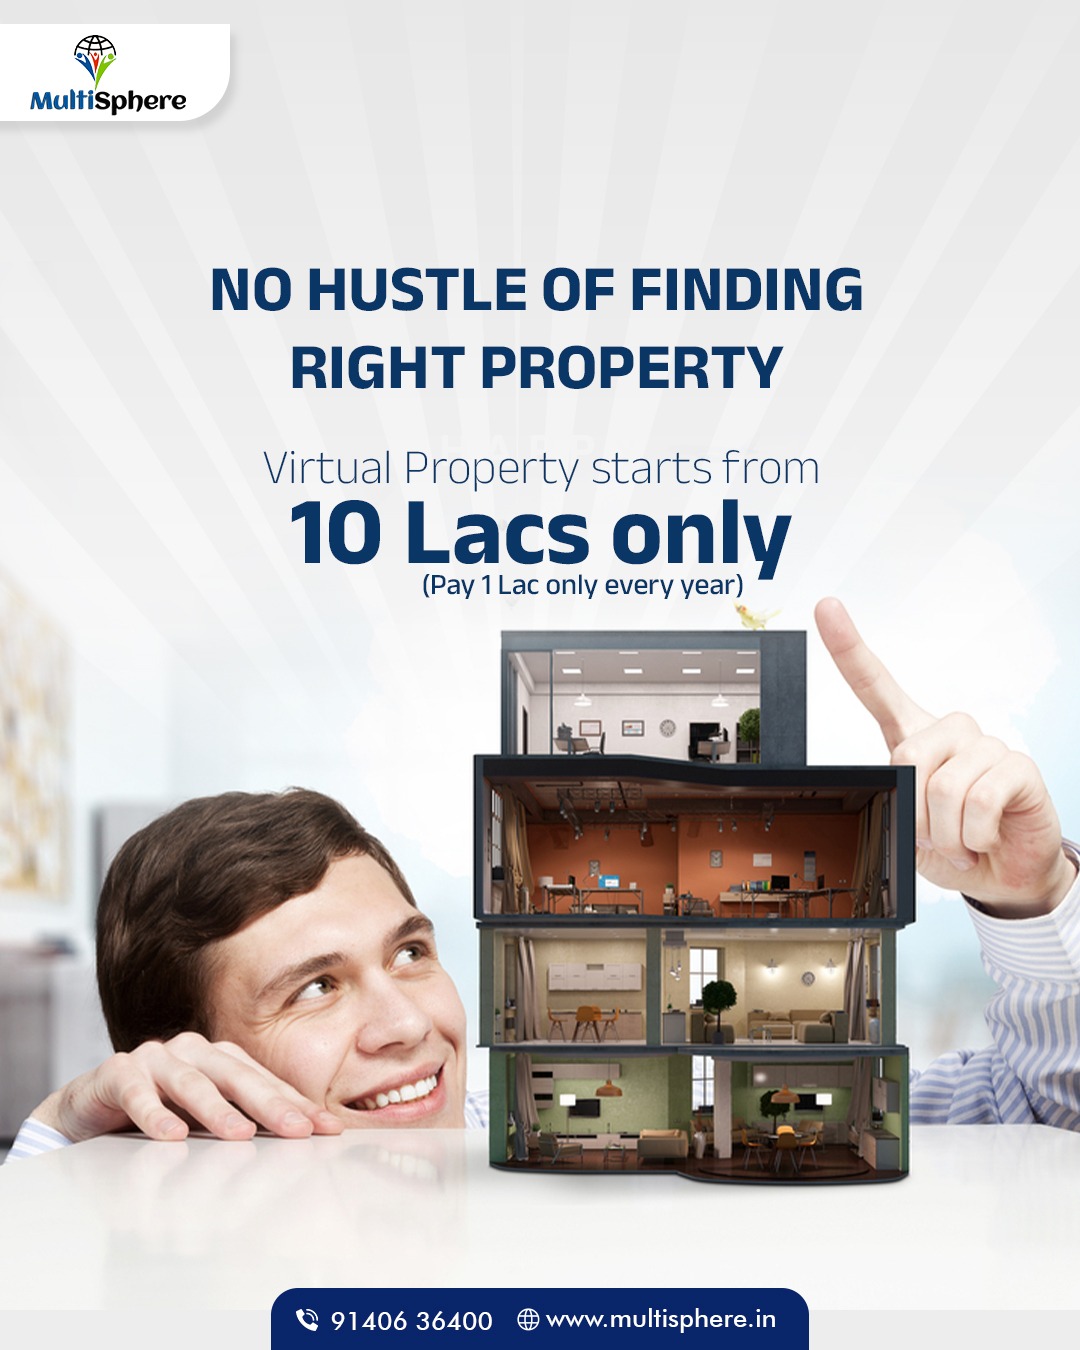 MultiSphere
NO HUSTLE OF FINDING
RIGHT PROPERTY
Virtual Property starts from
10 Lacs only
(Pay 1 Lac only every year)
91406 36400 www.multisphere.in